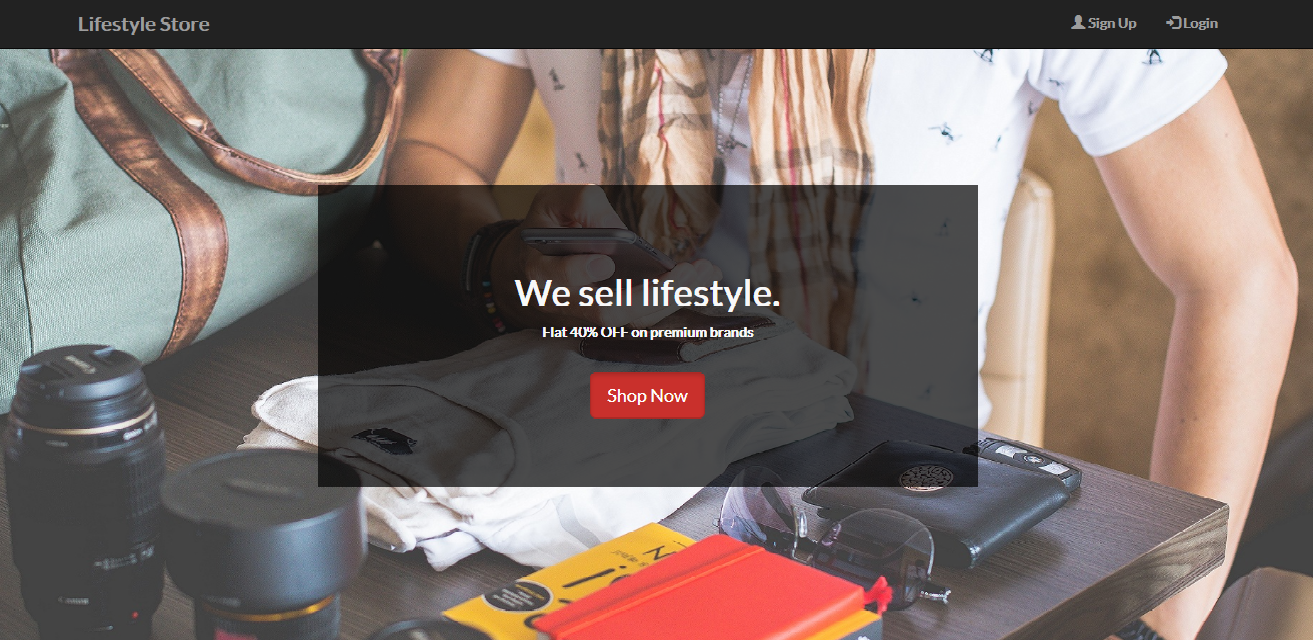 Lifestyle Store
Sign Up
Login
We sell lifestyle.
Flat 40% OFF on premium brands
Shop Now